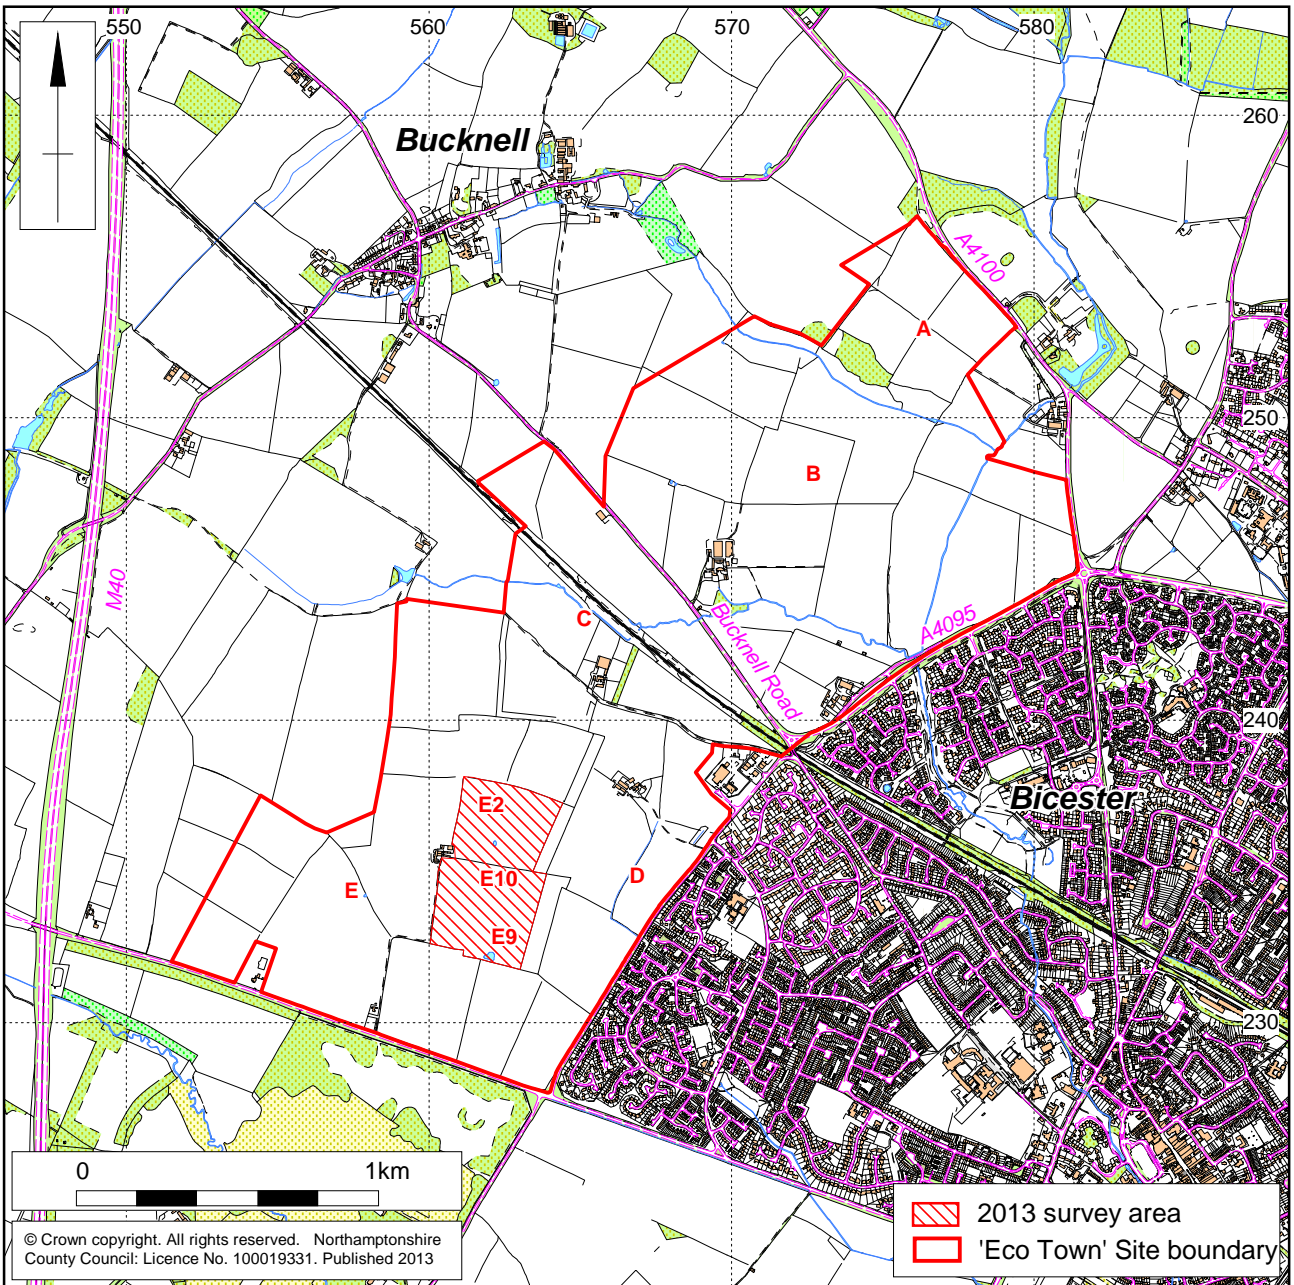 550
560
570
580
260
Bucknell
A4100
A
250
B
M40
C
Bucknell Road
A4095
240
E2
Bicester
E10
D
E
E9
230
0 1km
2013 survey area
'Eco Town' Site boundary
© Crown copyright. All rights reserved. Northamptonshire
County Council: Licence No. 100019331. Published 2013